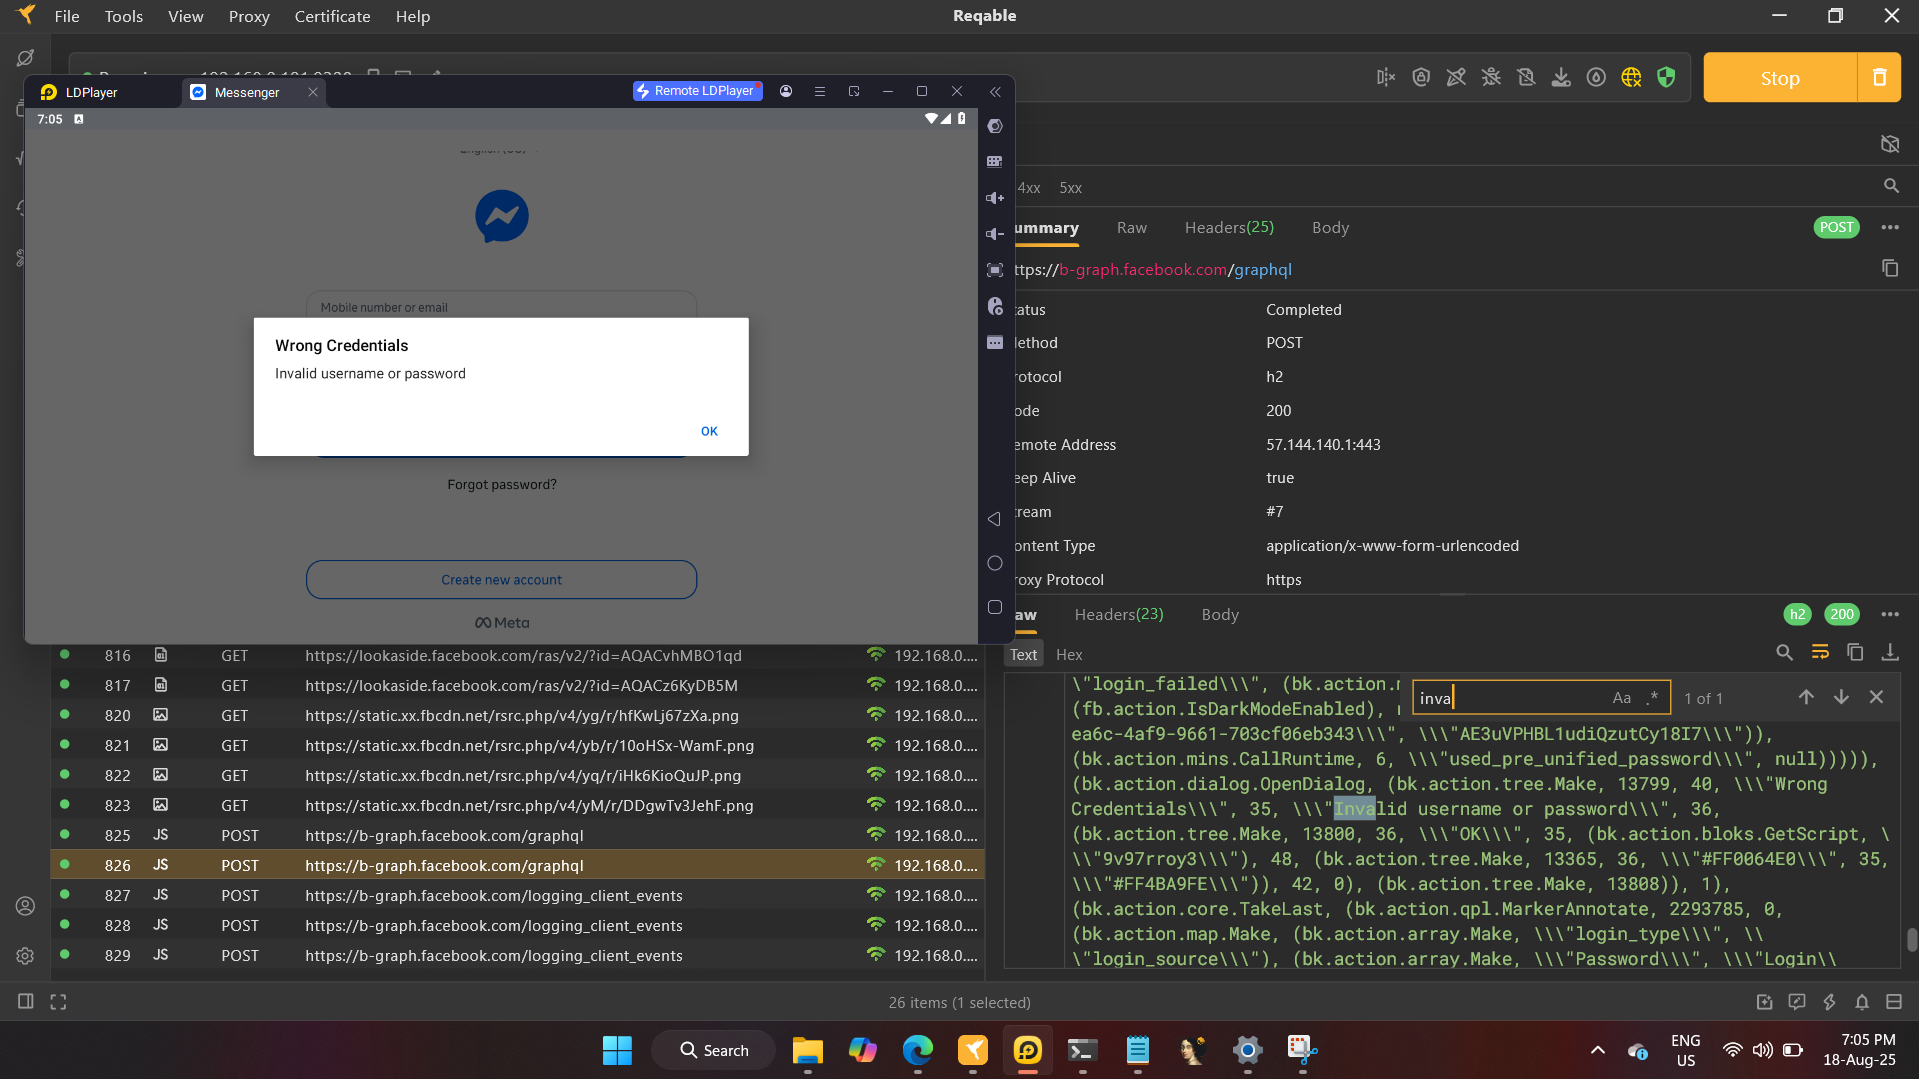 File Tools View Proxy Certificate Help
Reqable
Stop
LDPlayer
Messenger
Remote LDPlayer
7:05
Mobile number or email
Wrong Credentials
Invalid username or password
OK
Forgot password?
Create new account
Meta
4xx 5xx
ummary Raw Headers(25) Body
POST
ttps://b-graph.facebook.com/graphql
tatus Completed
ethod POST
rotocol h2
ode 200
emote Address 57.144.140.1:443
eep Alive true
tream #7
ontent Type application/x-www-form-urlencoded
roxy Protocol https
aw Headers(23) Body
h2 200
Text Hex
inva
Aa .* 1 of 1
\"login_failed\\\", (bk.action.
(fb.action.IsDarkModeEnabled),
ea6c-4af9-9661-703cf06eb343\\\", \\\"AE3uVPHBL1udiQzutCy18I7\\\")),
(bk.action.mins.CallRuntime, 6, \\\"used_pre_unified_password\\\", null))))),
(bk.action.dialog.OpenDialog, (bk.action.tree.Make, 13799, 40, \\\"Wrong
Credentials\\\", 35, \\\"Invalid username or password\\\", 36,
(bk.action.tree.Make, 13800, 36, \\\"OK\\\", 35, (bk.action.bloks.GetScript, \
\\"9v97rroy3\\\"), 48, (bk.action.tree.Make, 13365, 36, \\\"#FF0064E0\\\", 35,
\\\"#FF4BA9FE\\\")), 42, 0), (bk.action.tree.Make, 13808)), 1),
(bk.action.core.TakeLast, (bk.action.qpl.MarkerAnnotate, 2293785, 0,
(bk.action.map.Make, (bk.action.array.Make, \\\"login_type\\\", \\
\"login_source\\\"), (bk.action.array.Make, \\\"Password\\\", \\\"Login\\
816 GET https://lookaside.facebook.com/ras/v2/?id=AQACvhMBO1qd 192.168.0....
817 GET https://lookaside.facebook.com/ras/v2/?id=AQACz6KyDB5M 192.168.0....
820 GET https://static.xx.fbcdn.net/rsrc.php/v4/yg/r/hfKwLj67zXa.png 192.168.0....
821 GET https://static.xx.fbcdn.net/rsrc.php/v4/yb/r/10oHSx-WamF.png 192.168.0....
822 GET https://static.xx.fbcdn.net/rsrc.php/v4/yq/r/iHk6KioQuJP.png 192.168.0....
823 GET https://static.xx.fbcdn.net/rsrc.php/v4/yM/r/DDgwTv3JehF.png 192.168.0....
825 JS POST https://b-graph.facebook.com/graphql 192.168.0....
826 JS POST https://b-graph.facebook.com/graphql 192.168.0....
827 JS POST https://b-graph.facebook.com/logging_client_events 192.168.0....
828 JS POST https://b-graph.facebook.com/logging_client_events 192.168.0....
829 JS POST https://b-graph.facebook.com/logging_client_events 192.168.0....
26 items (1 selected)
Search
ENG
US
7:05 PM
18-Aug-25